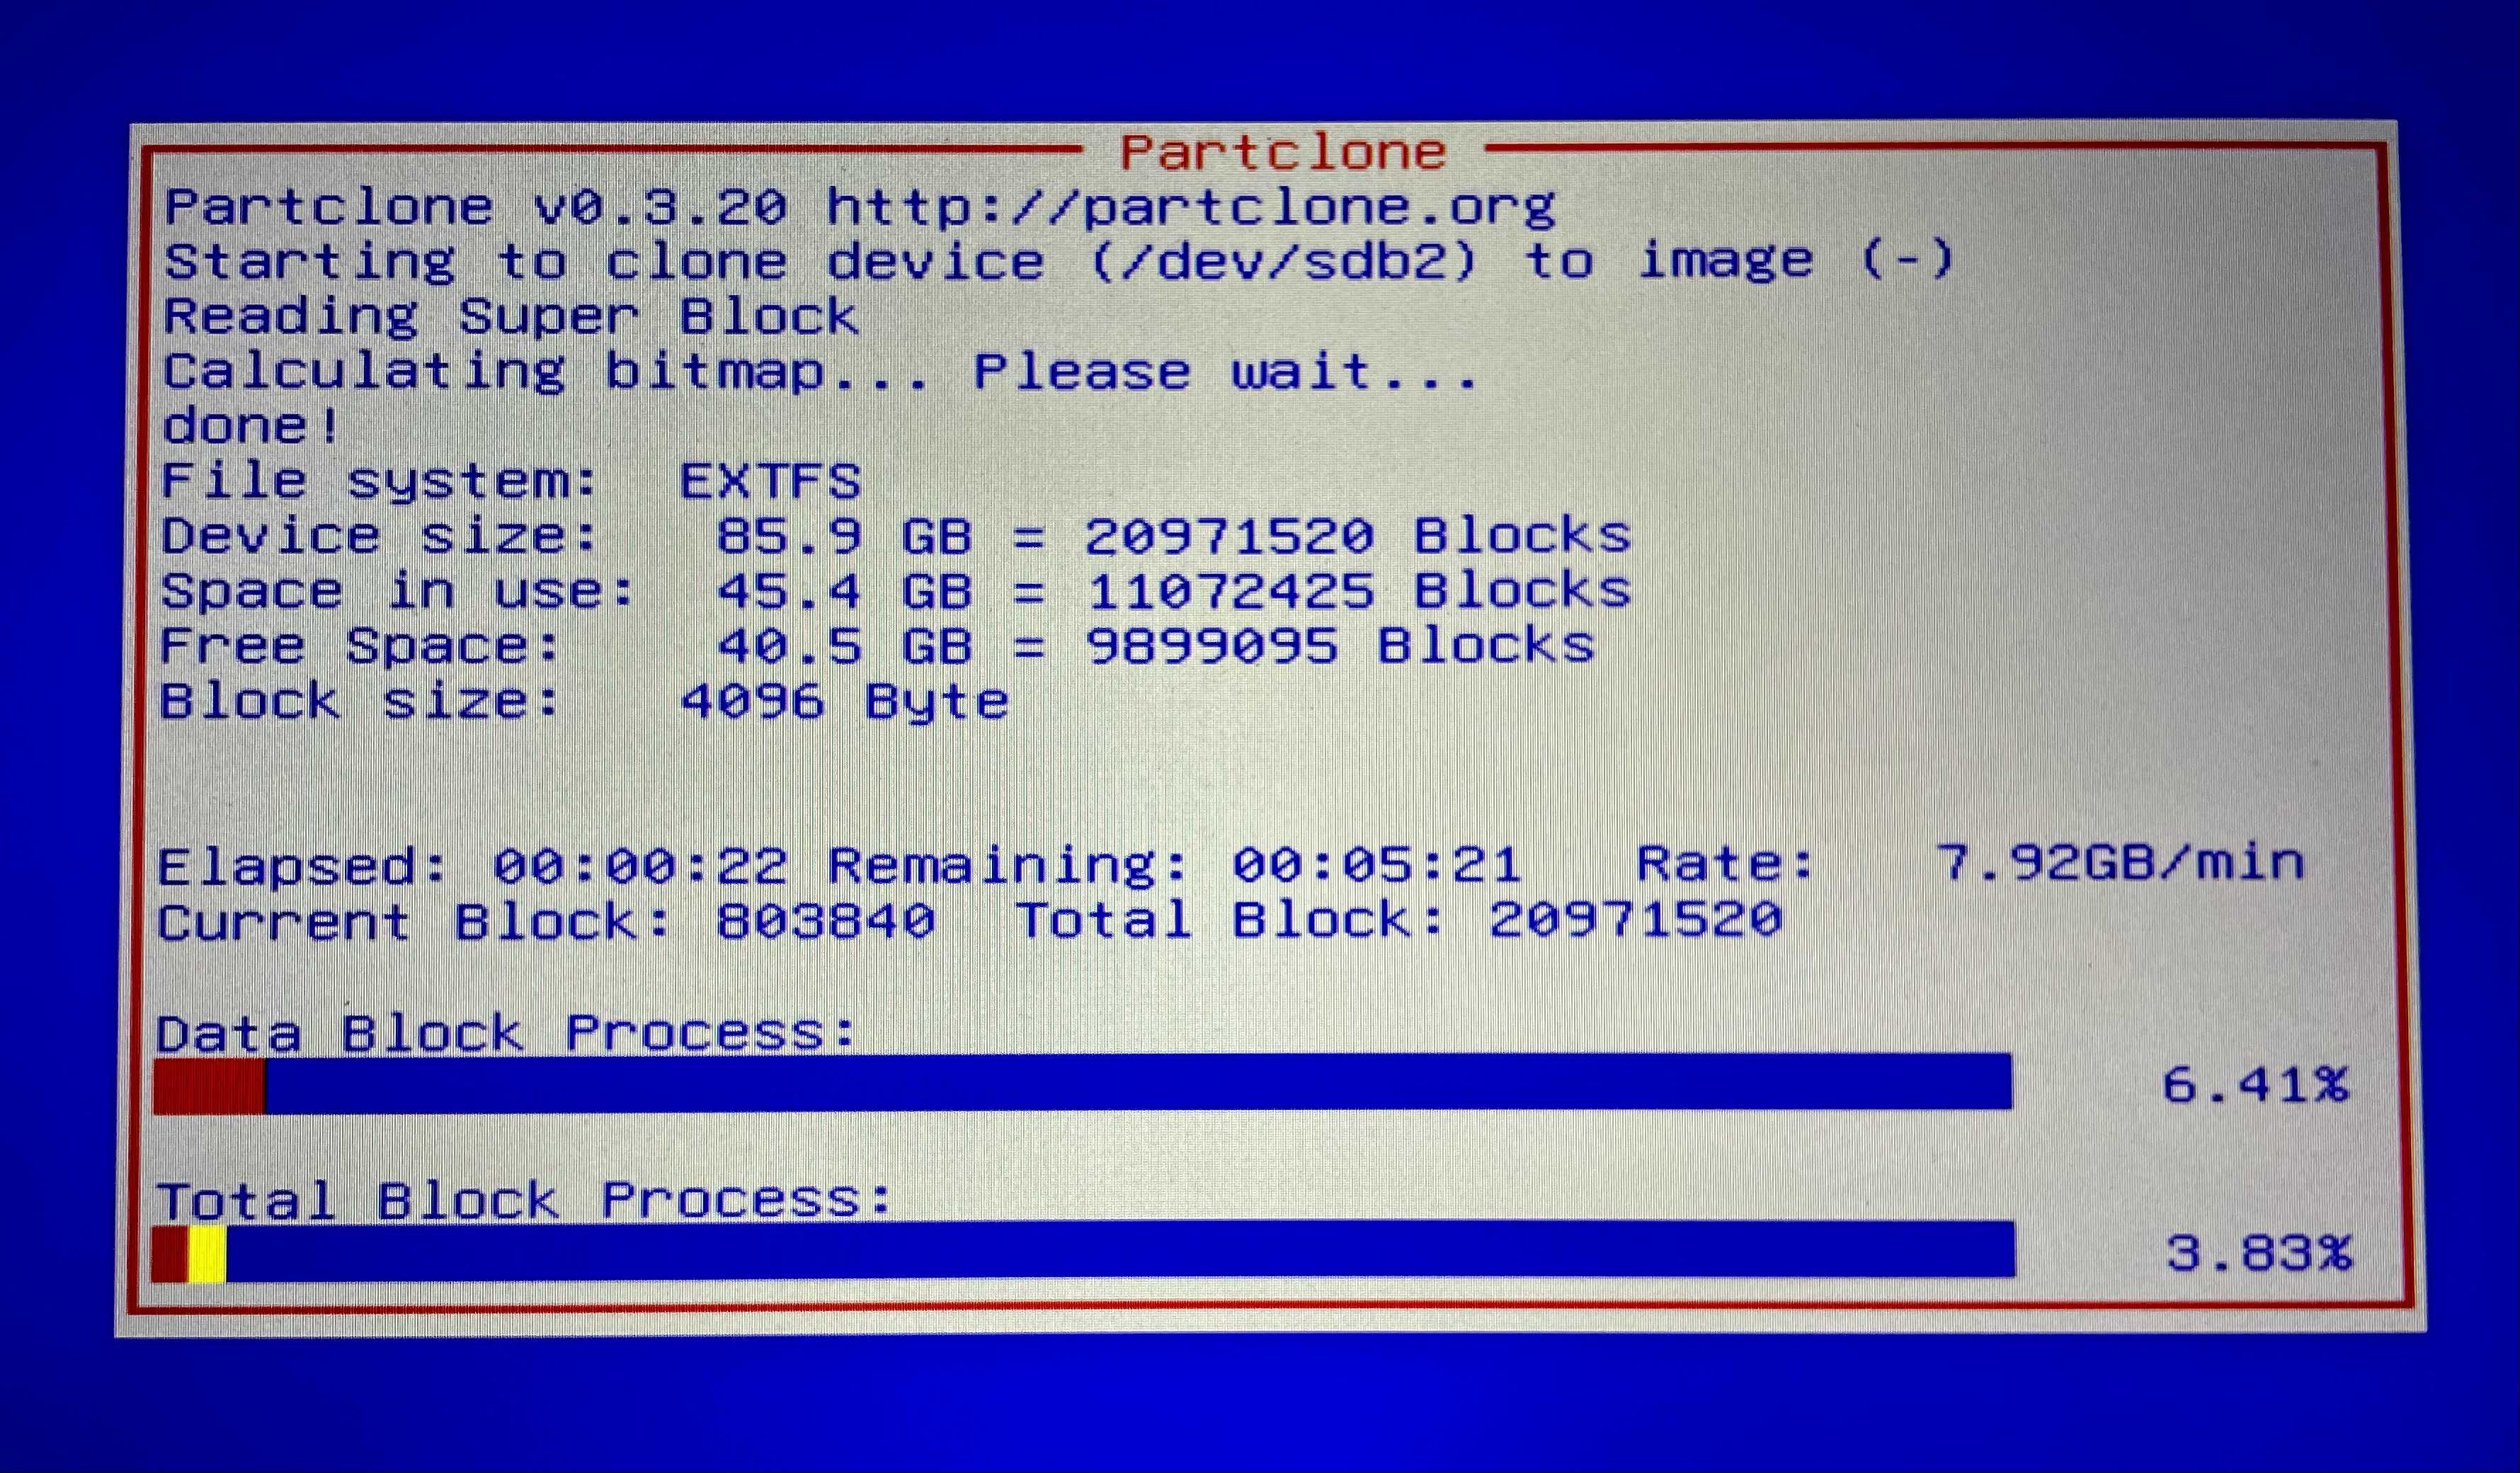 Partclone
Partclone v0.3.20 http://partclone.org
Starting to clone device (/dev/sdb2) to image (-)
Reading Super Block
Calculating bitmap... Please wait...
done!
File system:  EXTFS
Device size:   85.9 GB = 20971520 Blocks
Space in use:  45.4 GB = 11072425 Blocks
Free Space:    40.5 GB = 9899095 Blocks
Block size:   4096 Byte
Elapsed: 00:00:22 Remaining: 00:05:21   Rate:   7.92GB/min
Current Block: 803840  Total Block: 20971520
Data Block Process:
6.41%
Total Block Process:
3.83%